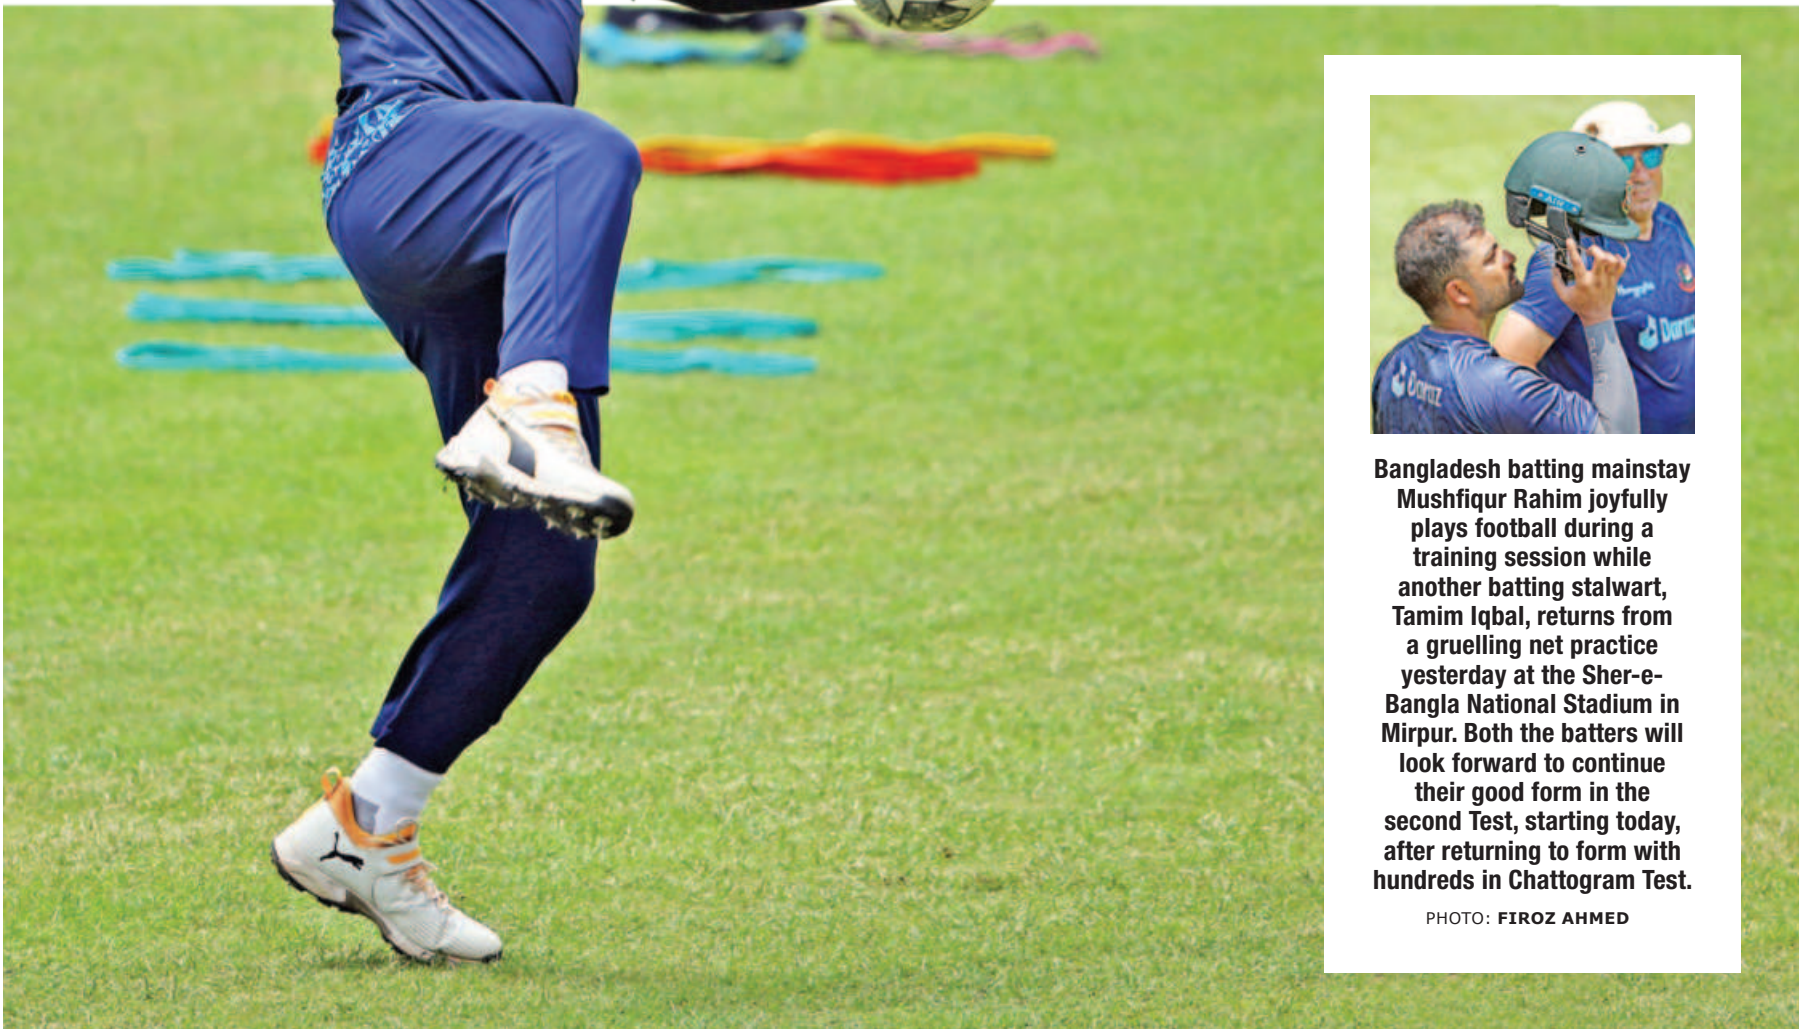 AIR
Daraz
Daraz
Bangladesh batting mainstay
Mushfiqur Rahim joyfully
plays football during a
training session while
another batting stalwart,
Tamim Iqbal, returns from
a gruelling net practice
yesterday at the Sher-e-
Bangla National Stadium in
Mirpur. Both the batters will
look forward to continue
their good form in the
second Test, starting today,
after returning to form with
hundreds in Chattogram Test.
PHOTO: FIROZ AHMED